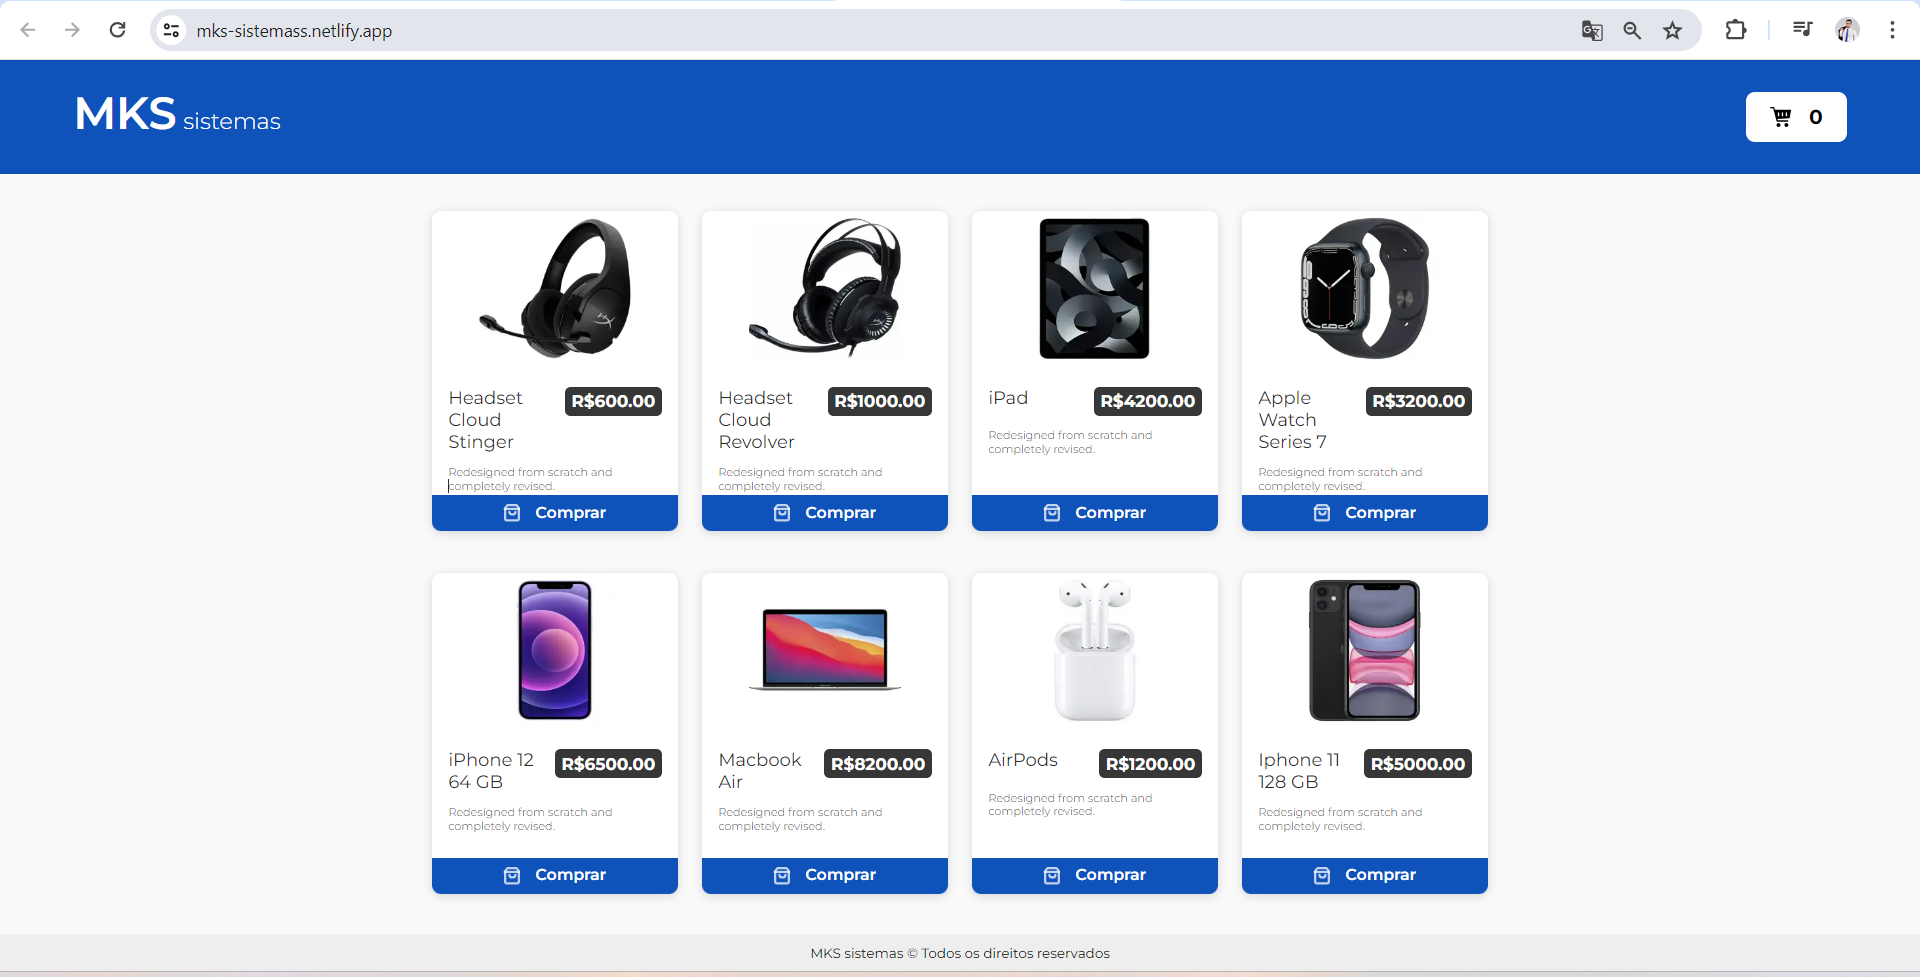 mks-sistemass.netlify.app
MKS sistemas
0
Headset
Cloud
Stinger
R$600.00
Redesigned from scratch and
completely revised.
Comprar
Headset
Cloud
Revolver
R$1000.00
Redesigned from scratch and
completely revised.
Comprar
iPad
R$4200.00
Redesigned from scratch and
completely revised.
Comprar
Apple
Watch
Series 7
R$3200.00
Redesigned from scratch and
completely revised.
Comprar
iPhone 12
64 GB
R$6500.00
Redesigned from scratch and
completely revised.
Comprar
Macbook
Air
R$8200.00
Redesigned from scratch and
completely revised.
Comprar
AirPods
R$1200.00
Redesigned from scratch and
completely revised.
Comprar
Iphone 11
128 GB
R$5000.00
Redesigned from scratch and
completely revised.
Comprar
MKS sistemas © Todos os direitos reservados